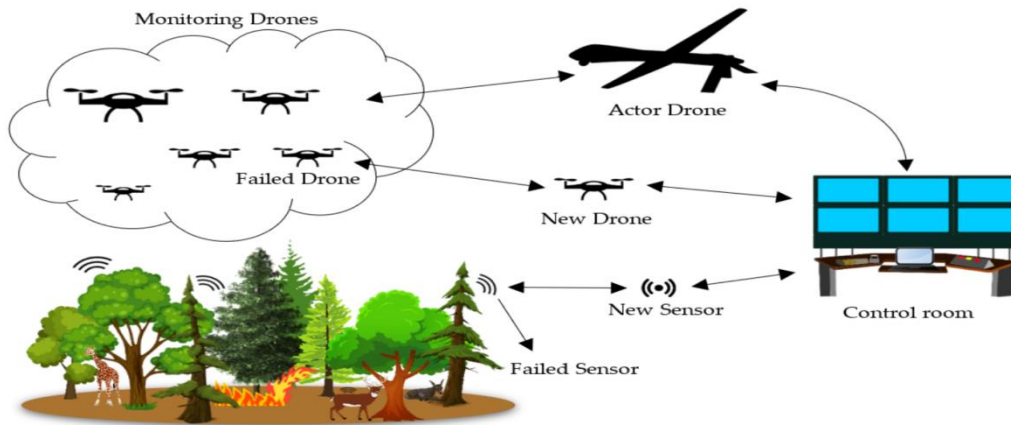 Monitoring Drones
Actor Drone
Failed Drone
New Drone
New Sensor
Control room
Failed Sensor